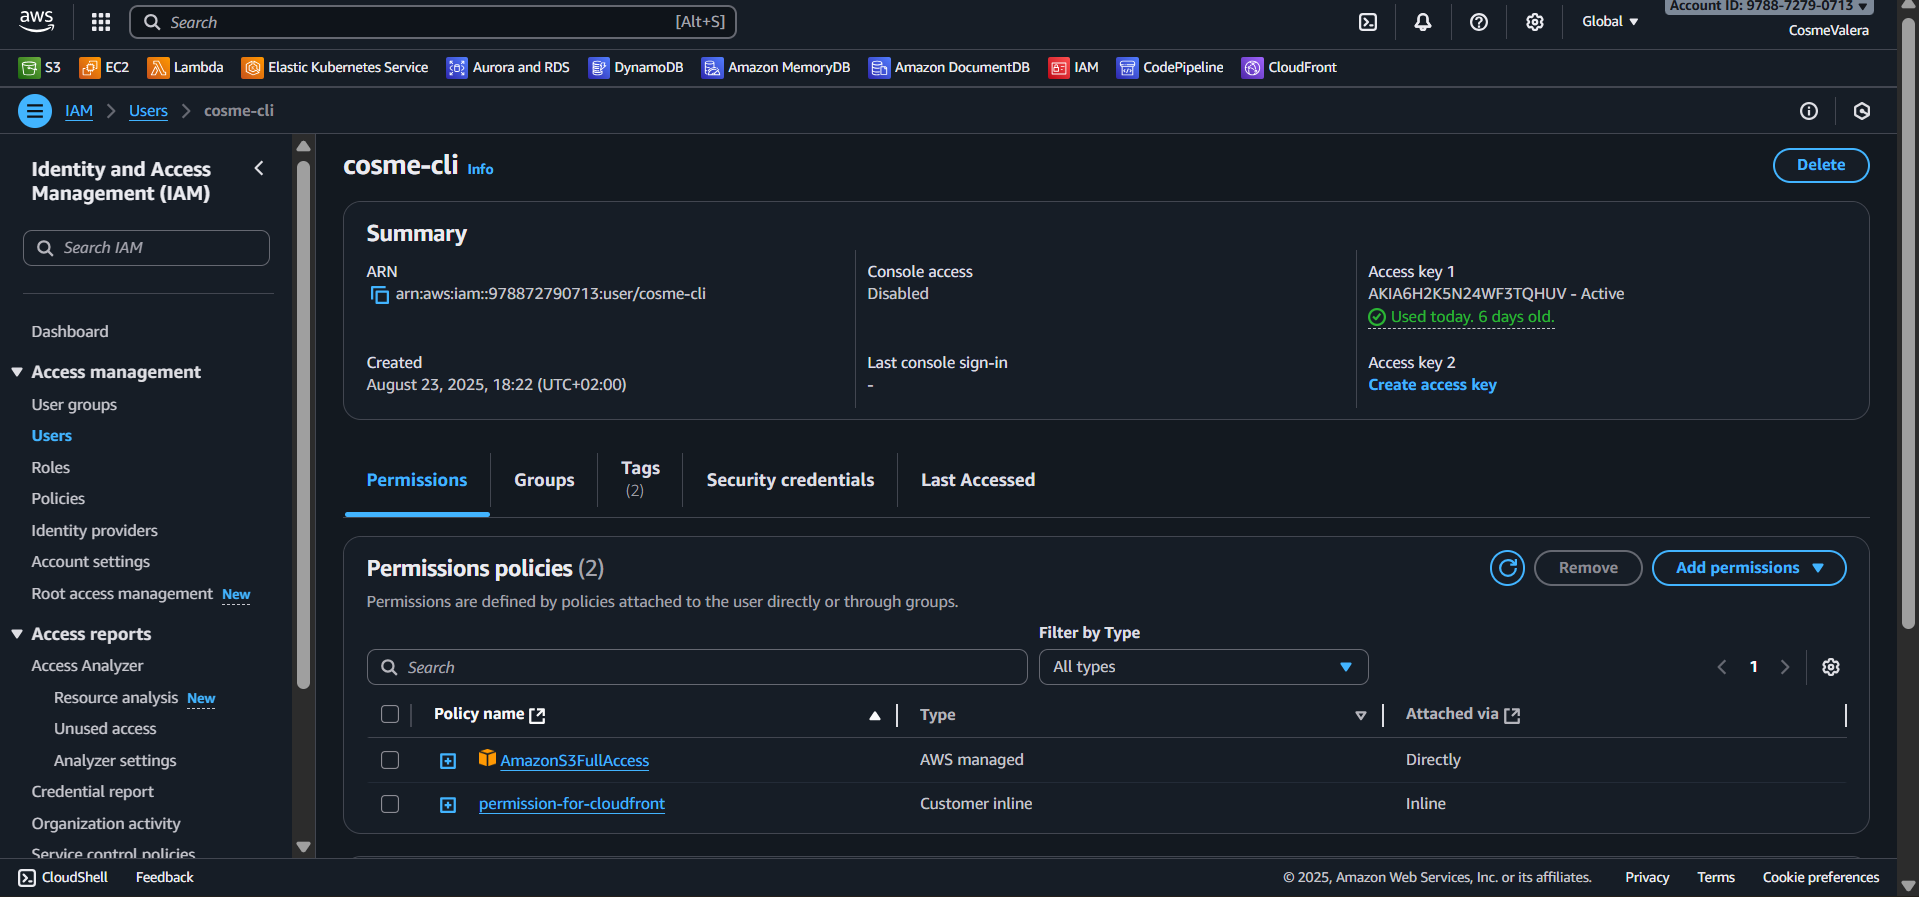 aws
Search
[Alt+S]
Global
Account ID: 9788-7279-0713
CosmeValera
S3
EC2
Lambda
Elastic Kubernetes Service
Aurora and RDS
DynamoDB
Amazon MemoryDB
Amazon DocumentDB
IAM
CodePipeline
CloudFront
IAM
Users
cosme-cli
Identity and Access
Management (IAM)
Search IAM
Dashboard
Access management
User groups
Users
Roles
Policies
Identity providers
Account settings
Root access management New
Access reports
Access Analyzer
Resource analysis New
Unused access
Analyzer settings
Credential report
Organization activity
Service control policies
cosme-cli Info
Delete
Summary
ARN
arn:aws:iam::978872790713:user/cosme-cli
Created
August 23, 2025, 18:22 (UTC+02:00)
Console access
Disabled
Last console sign-in
-
Access key 1
AKIA6H2K5N24WF3TQHUV - Active
Used today. 6 days old.
Access key 2
Create access key
Permissions
Groups
Tags
(2)
Security credentials
Last Accessed
Permissions policies (2)
Permissions are defined by policies attached to the user directly or through groups.
Remove
Add permissions
Search
Filter by Type
All types
1
Policy name
Type
Attached via
AmazonS3FullAccess
AWS managed
Directly
permission-for-cloudfront
Customer inline
Inline
CloudShell
Feedback
© 2025, Amazon Web Services, Inc. or its affiliates.
Privacy
Terms
Cookie preferences